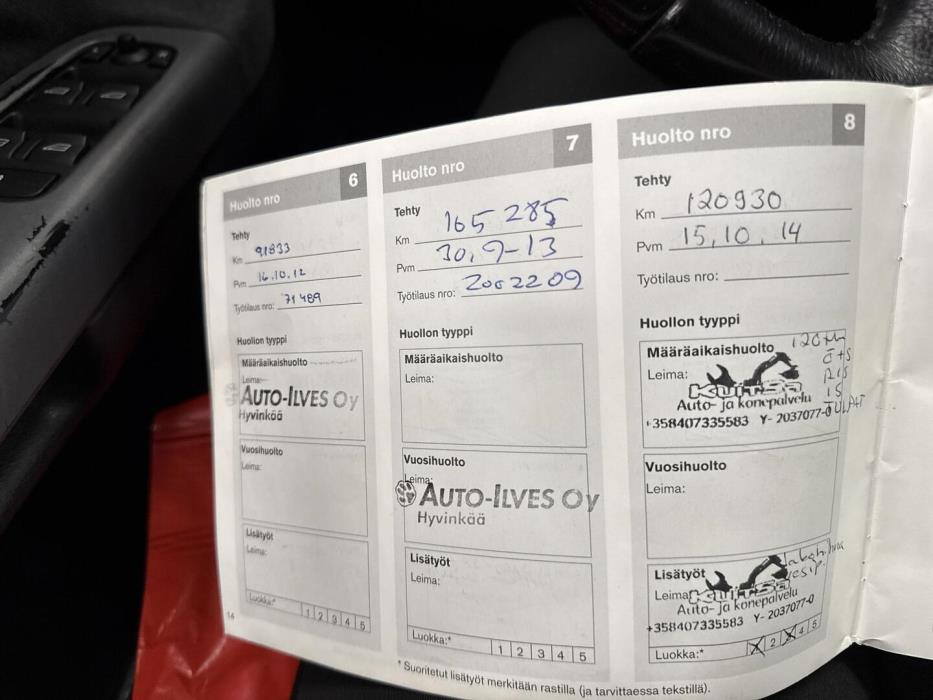 Huolto nro 6
Tehty
Km 91833
Pvm 16.10.12
Työtilaus nro: 71489
Huollon tyyppi
Määräaikaishuolto
Leima:
AUTO-ILVES Oy
Hyvinkää
Vuosihuolto
Leima:
Lisätyöt
Leima:
Luokka:* 1 2 3 4 5
14
Huolto nro 7
Tehty
Km 165 285
Pvm 30.9-13
Työtilaus nro: 2002209
Huollon tyyppi
Määräaikaishuolto
Leima:
Vuosihuolto
Leima:
AUTO-ILVES Oy
Hyvinkää
Lisätyöt
Leima:
Luokka:* 1 2 3 4 5
* Suoritetut lisätyöt merkitään rastilla (ja tarvittaessa tekstillä).
Huolto nro 8
Tehty
Km 120930
Pvm 15.10.14
Työtilaus nro:
Huollon tyyppi
Määräaikaishuolto
Leima:
KUITSA
Auto- ja konepalvelu
+358407335583 Y- 2037077-0
Vuosihuolto
Leima:
Lisätyöt
Leima:
KUITSA
Auto- ja konepalvelu
+358407335583 Y- 2037077-0
Luokka:* 2 4 5